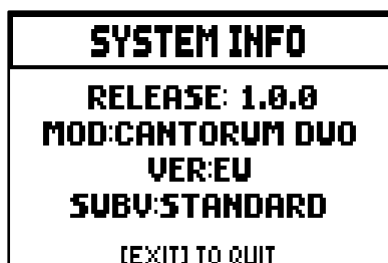 SYSTEM INFO
RELEASE: 1.0.0
MOD:CANTORUM DUO
VER:EU
SUBV:STANDARD
[EXIT] TO QUIT